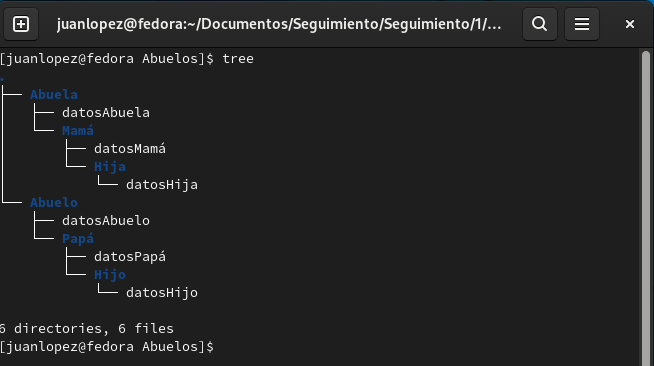 juanlopez@fedora:~/Documentos/Seguimiento/Seguimiento/1/...
[juanlopez@fedora Abuelos]$ tree
.
├── Abuela
│   ├── datosAbuela
│   └── Mamá
│       ├── datosMamá
│       └── Hija
│           └── datosHija
└── Abuelo
    ├── datosAbuelo
    └── Papá
        ├── datosPapá
        └── Hijo
            └── datosHijo
6 directories, 6 files
[juanlopez@fedora Abuelos]$